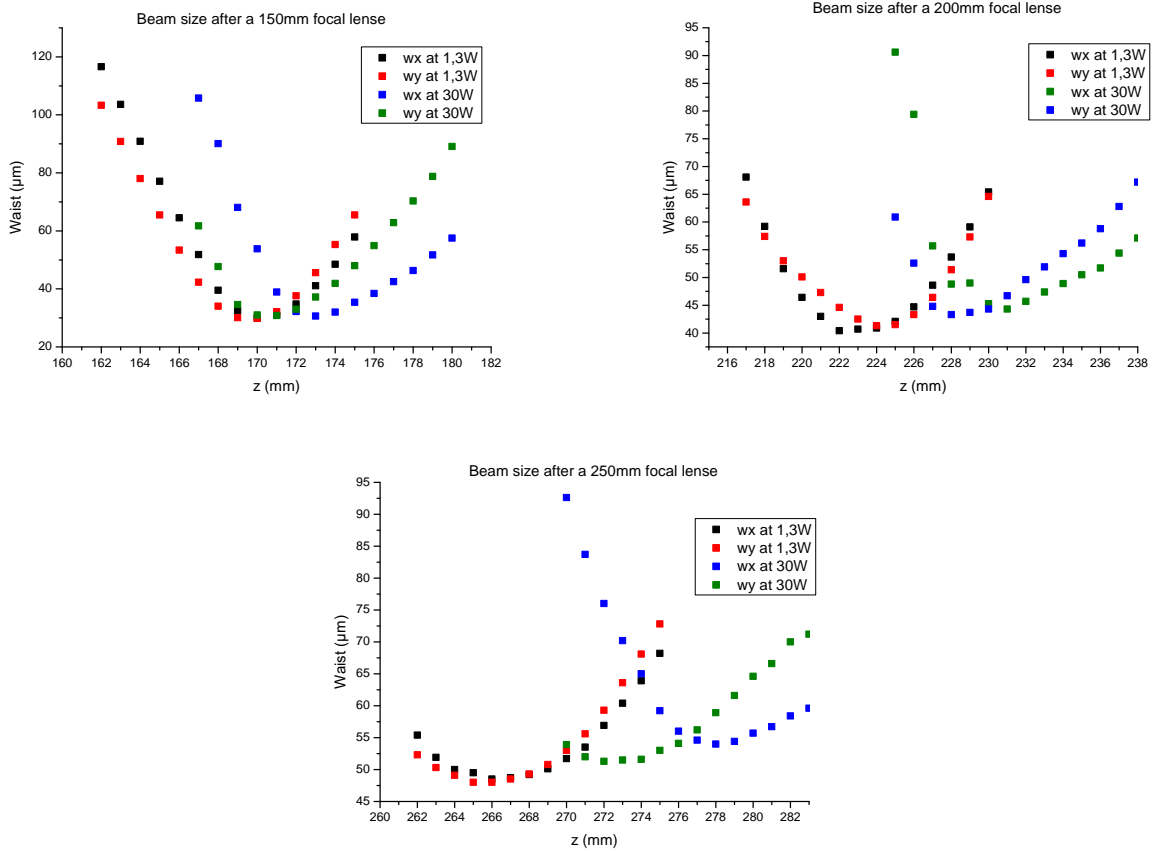 Beam size after a 150mm focal lense
wx at 1,3W
wy at 1,3W
wx at 30W
wy at 30W
120
100
80
60
40
20
Waist (µm)
160 162 164 166 168 170 172 174 176 178 180 182
z (mm)
Beam size after a 200mm focal lense
wx at 1,3W
wy at 1,3W
wx at 30W
wy at 30W
95
90
85
80
75
70
65
60
55
50
45
40
Waist (µm)
216 218 220 222 224 226 228 230 232 234 236 238
z (mm)
Beam size after a 250mm focal lense
wx at 1,3W
wy at 1,3W
wx at 30W
wy at 30W
95
90
85
80
75
70
65
60
55
50
45
Waist (µm)
260 262 264 266 268 270 272 274 276 278 280 282
z (mm)